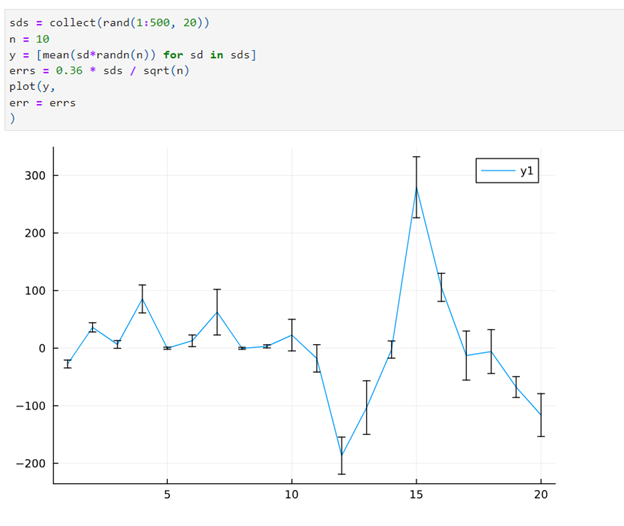 sds = collect(rand(1:500, 20))
n = 10
y = [mean(sd*randn(n)) for sd in sds]
errs = 0.36 * sds / sqrt(n)
plot(y,
err = errs
)
y1
300
200
100
0
−100
−200
5 10 15 20